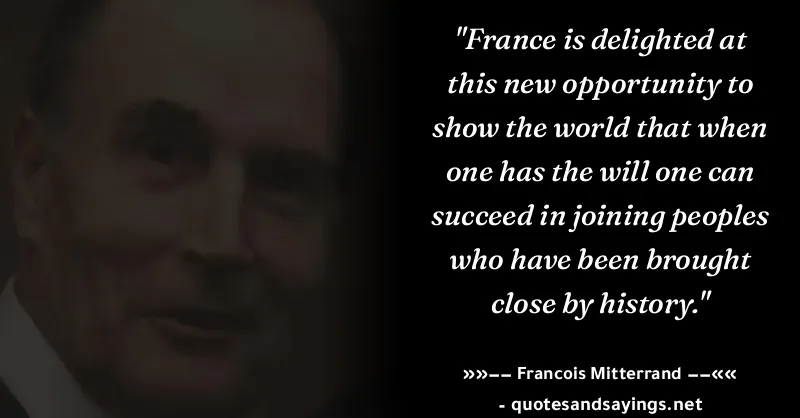 "France is delighted at
this new opportunity to
show the world that when
one has the will one can
succeed in joining peoples
who have been brought
close by history."
»»−− Francois Mitterrand −−««
- quotesandsayings.net